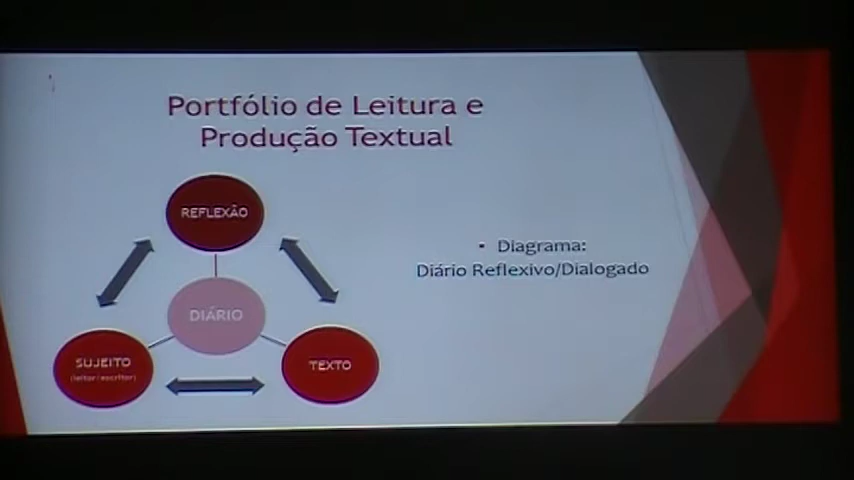 Portfólio de Leitura e
Produção Textual
REFLEXÃO
• Diagrama:
Diário Reflexivo/Dialogado
DIÁRIO
SUJEITO
(leitor/escritor)
TEXTO